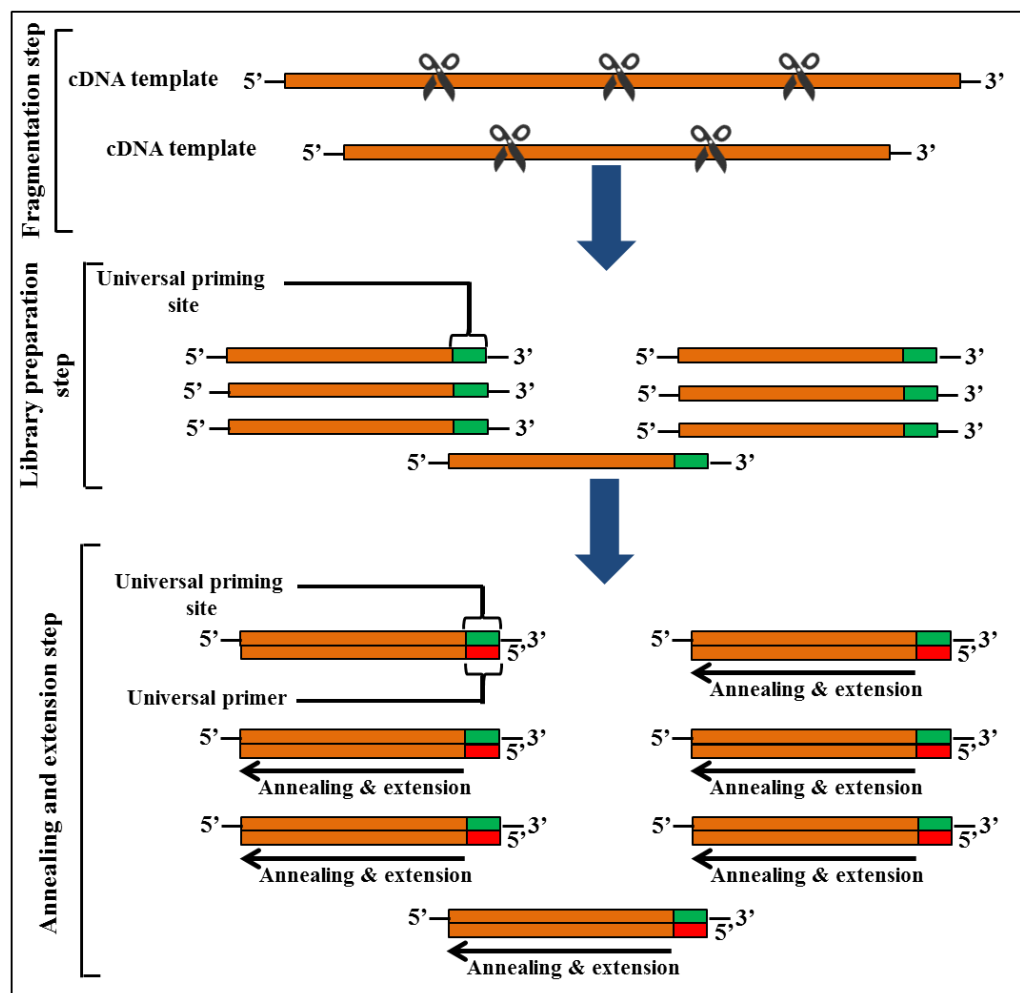 Fragmentation step
cDNA template 5’ 3’
cDNA template 5’ 3’
Library preparation
step
Universal priming
site
5’ 3’ 5’ 3’
5’ 3’ 5’ 3’
5’ 3’ 5’ 3’
5’ 3’
Annealing and extension step
Universal priming
site
5’ 3’ 5’ 3’
5’ 5’
Universal primer
Annealing & extension
5’ 3’ 5’ 3’
5’ 5’
Annealing & extension Annealing & extension
5’ 3’ 5’ 3’
5’ 5’
Annealing & extension Annealing & extension
5’ 3’
5’
Annealing & extension